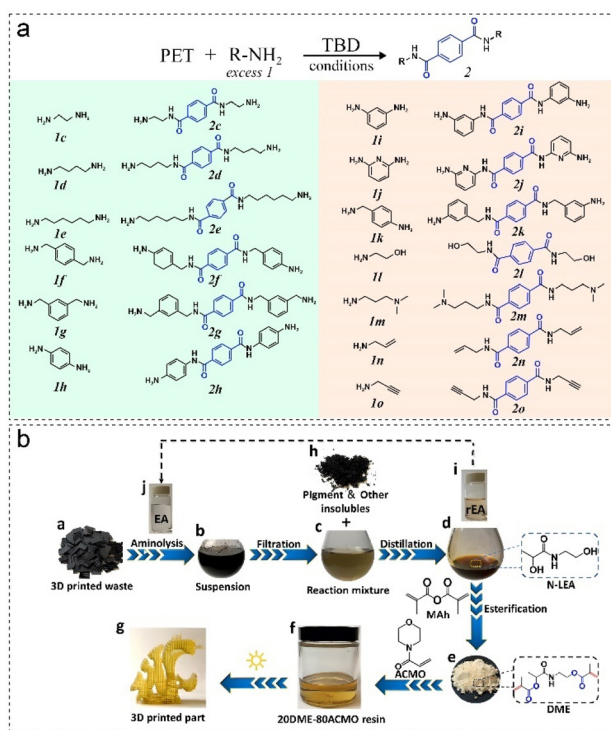 a
PET + R-NH₂ TBD
excess 1 conditions 2
1c 2c 1i 2i
1d 2d 1j 2j
1e 2e 1k 2k
1f 2f 1l 2l
1g 2g 1m 2m
1h 2h 1n 2n
1o 2o
b
h
Pigment & Other
insolubles
j
EA
i
rEA
a
3D printed waste
Aminolysis
b
Suspension
Filtration
+
c
Reaction mixture
Distillation
d
N-LEA
MAh
Esterification
ACMO
g
3D printed part
f
20DME-80ACMO resin
e
DME